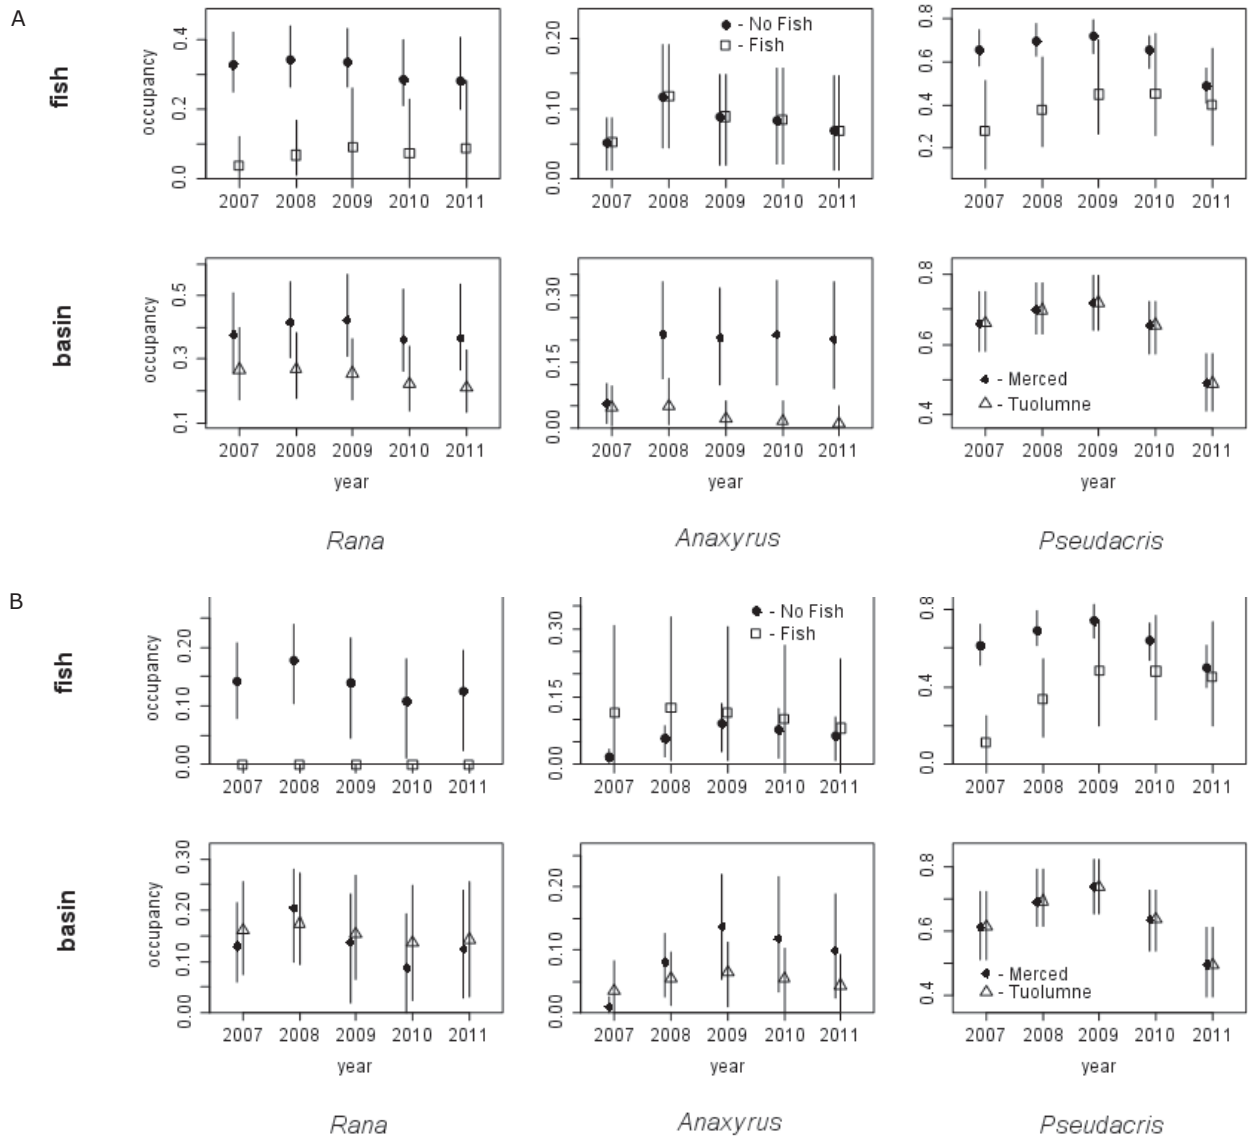 A
fish
occupancy
0.0 0.2 0.4
2007 2008 2009 2010 2011
0.00 0.10 0.20
- No Fish
- Fish
2007 2008 2009 2010 2011
0.2 0.4 0.6 0.8
2007 2008 2009 2010 2011
basin
occupancy
0.1 0.3 0.5
2007 2008 2009 2010 2011
year
0.00 0.15 0.30
2007 2008 2009 2010 2011
year
0.4 0.6 0.8
- Merced
- Tuolumne
2007 2008 2009 2010 2011
year
Rana Anaxyrus Pseudacris
B
fish
occupancy
0.00 0.10 0.20
2007 2008 2009 2010 2011
0.00 0.15 0.30
- No Fish
- Fish
2007 2008 2009 2010 2011
0.0 0.4 0.8
2007 2008 2009 2010 2011
basin
occupancy
0.00 0.10 0.20 0.30
2007 2008 2009 2010 2011
year
0.00 0.10 0.20
2007 2008 2009 2010 2011
year
0.4 0.6 0.8
- Merced
- Tuolumne
2007 2008 2009 2010 2011
year
Rana Anaxyrus Pseudacris